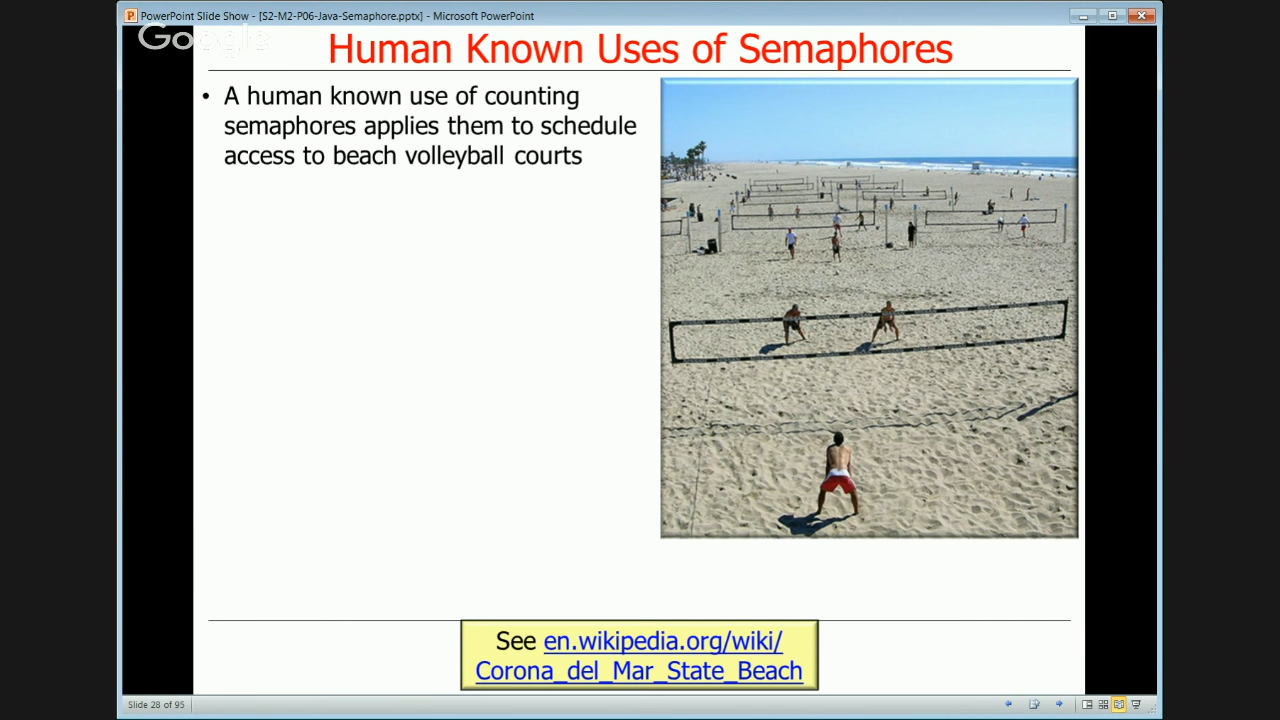 PowerPoint Slide Show - [S2-M2-P06-Java-Semaphore.pptx] - Microsoft PowerPoint
Google
Human Known Uses of Semaphores
• A human known use of counting
semaphores applies them to schedule
access to beach volleyball courts
See en.wikipedia.org/wiki/
Corona_del_Mar_State_Beach
Slide 28 of 95